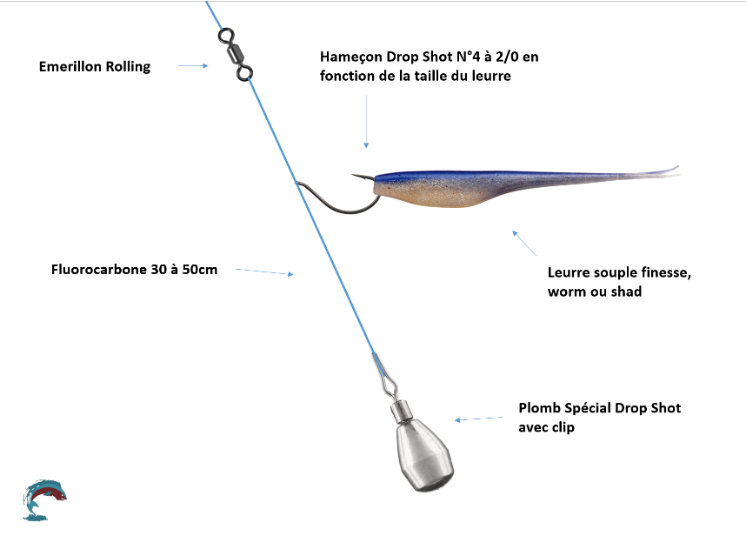 Emerillon Rolling
Hameçon Drop Shot N°4 à 2/0 en
fonction de la taille du leurre
Fluorocarbone 30 à 50cm
Leurre souple finesse,
worm ou shad
Plomb Spécial Drop Shot
avec clip